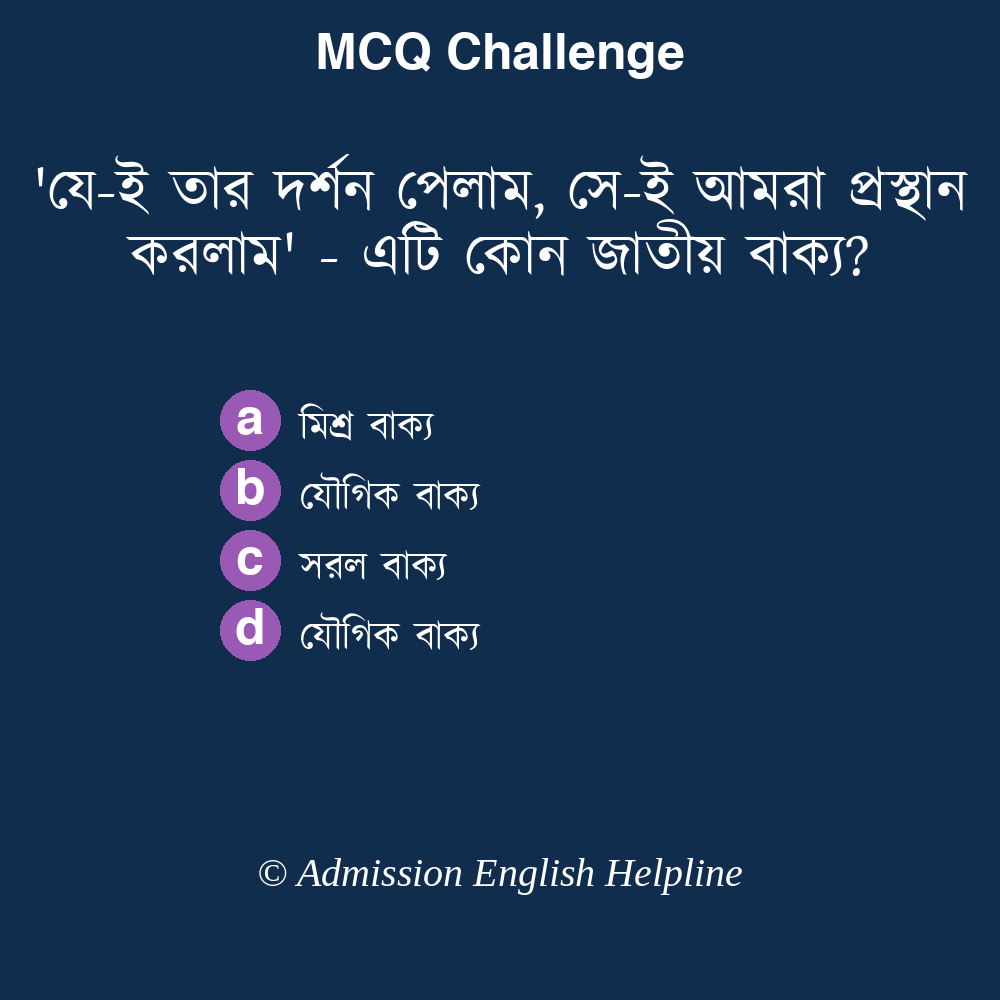 MCQ Challenge
'যে-ই তার দর্শন পেলাম, সে-ই আমরা প্রস্থান
করলাম' - এটি কোন জাতীয় বাক্য?
a মিশ্র বাক্য
b যৌগিক বাক্য
c সরল বাক্য
d যৌগিক বাক্য
© Admission English Helpline